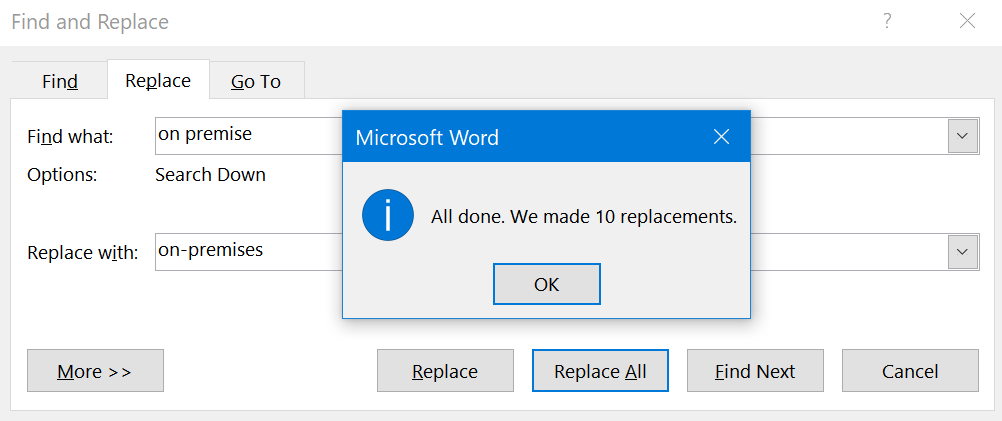 Find and Replace ?
Find Replace Go To
Find what: on premise
Options: Search Down
Replace with: on-premises
Microsoft Word
All done. We made 10 replacements.
OK
More >> Replace Replace All Find Next Cancel